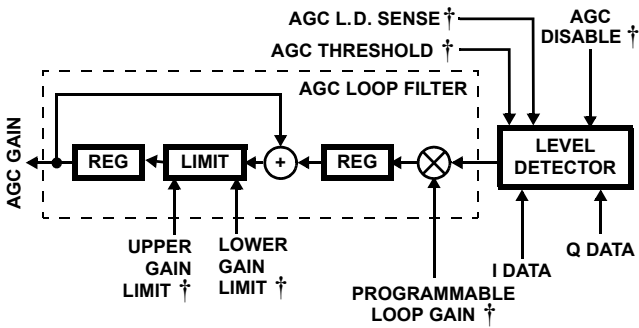 AGC L.D. SENSE †
AGC
DISABLE †
AGC THRESHOLD †
AGC LOOP FILTER
AGC GAIN
REG
LIMIT
+
REG
LEVEL
DETECTOR
UPPER
GAIN
LIMIT †
LOWER
GAIN
LIMIT †
PROGRAMMABLE
LOOP GAIN †
I DATA
Q DATA